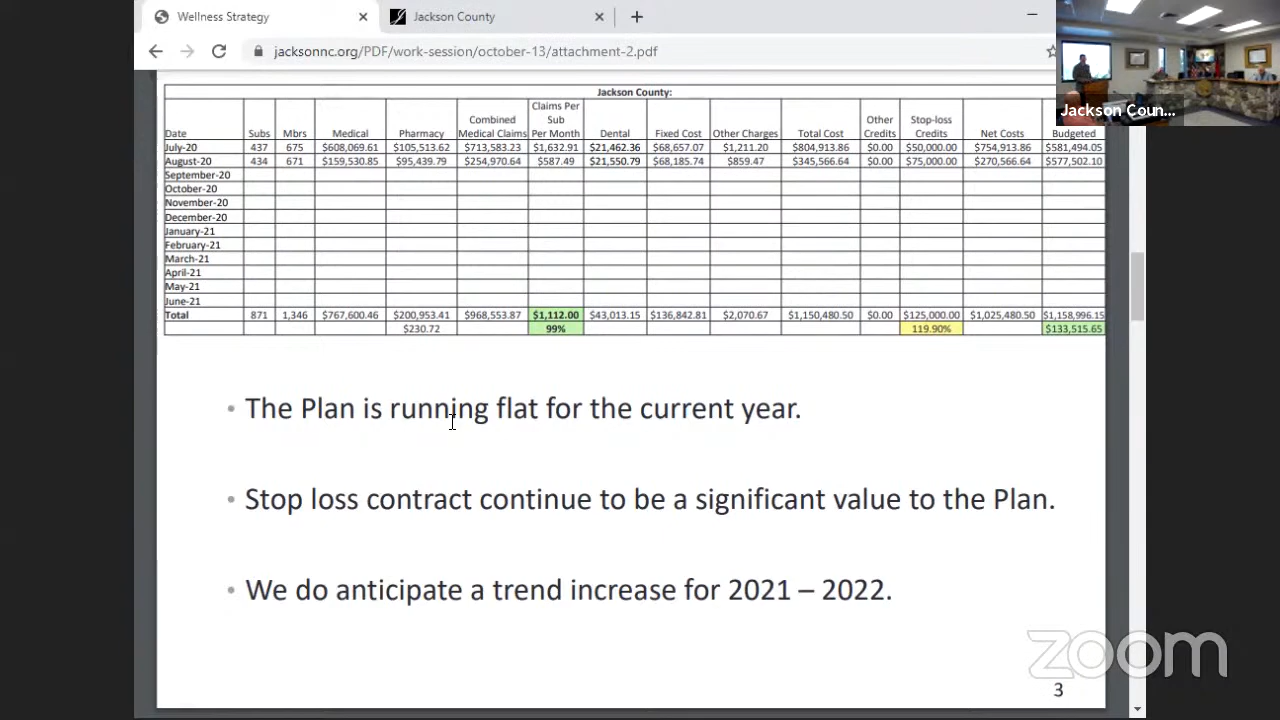 Wellness Strategy
Jackson County
jacksonnc.org/PDF/work-session/october-13/attachment-2.pdf
Jackson Coun...
Jackson County:
Date Subs Mbrs Medical Pharmacy Combined Medical Claims Claims Per Sub Per Month Dental Fixed Cost Other Charges Total Cost Other Credits Stop-loss Credits Net Costs Budgeted
July-20 437 675 $608,069.61 $105,513.62 $713,583.23 $1,632.91 $21,462.36 $68,657.07 $1,211.20 $804,913.86 $0.00 $50,000.00 $754,913.86 $581,494.05
August-20 434 671 $159,530.85 $95,439.79 $254,970.64 $587.49 $21,550.79 $68,185.74 $859.47 $345,566.64 $0.00 $75,000.00 $270,566.64 $577,502.10
September-20
October-20
November-20
December-20
January-21
February-21
March-21
April-21
May-21
June-21
Total 871 1,346 $767,600.46 $200,953.41 $968,553.87 $1,112.00 $43,013.15 $136,842.81 $2,070.67 $1,150,480.50 $0.00 $125,000.00 $1,025,480.50 $1,158,996.15
$230.72 99% 119.90% $133,515.65
• The Plan is running flat for the current year.
• Stop loss contract continue to be a significant value to the Plan.
• We do anticipate a trend increase for 2021 – 2022.
zoom
3